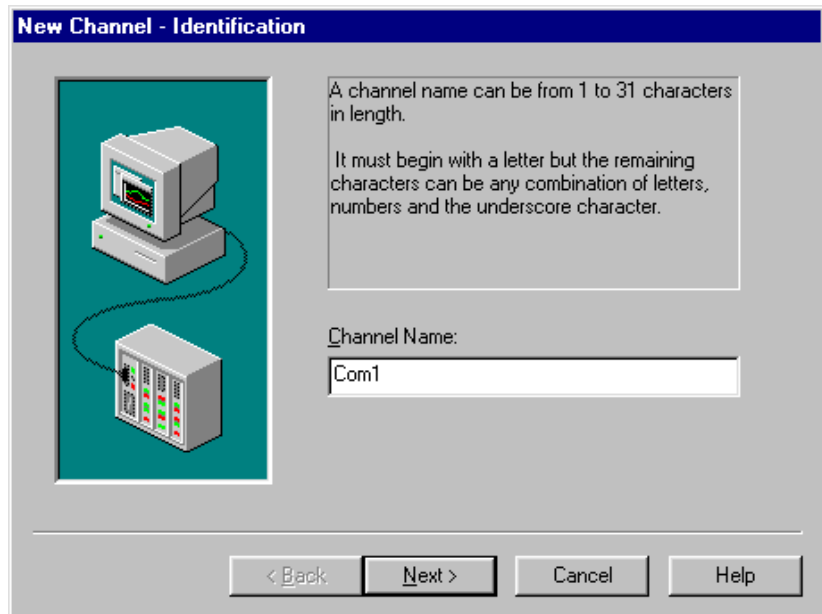 New Channel - Identification
A channel name can be from 1 to 31 characters
in length.
It must begin with a letter but the remaining
characters can be any combination of letters,
numbers and the underscore character.
Channel Name:
Com1
< Back
Next >
Cancel
Help